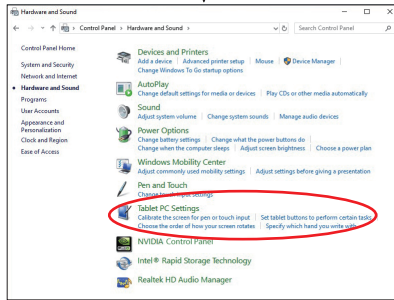 Hardware and Sound
Control Panel > Hardware and Sound >
Search Control Panel
Control Panel Home
System and Security
Network and Internet
Hardware and Sound
Programs
User Accounts
Appearance and
Personalization
Clock and Region
Ease of Access
Devices and Printers
Add a device | Advanced printer setup | Mouse | Device Manager |
Change Windows To Go startup options
AutoPlay
Change default settings for media or devices | Play CDs or other media automatically
Sound
Adjust system volume | Change system sounds | Manage audio devices
Power Options
Change battery settings | Change what the power buttons do |
Change when the computer sleeps | Adjust screen brightness | Choose a power plan
Windows Mobility Center
Adjust commonly used mobility settings | Adjust settings before giving a presentation
Pen and Touch
Change touch input settings
Tablet PC Settings
Calibrate the screen for pen or touch input | Set tablet buttons to perform certain tasks
Choose the order of how your screen rotates | Specify which hand you write with
NVIDIA Control Panel
Intel® Rapid Storage Technology
Realtek HD Audio Manager